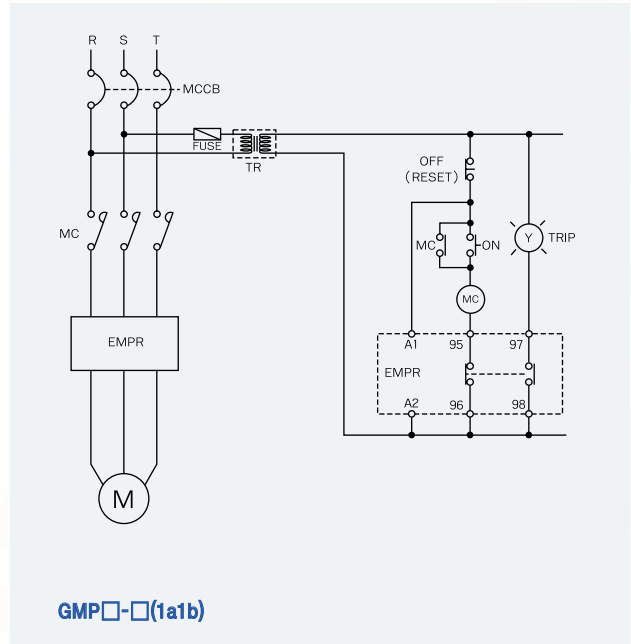 R S T
MCCB
FUSE
TR
OFF
(RESET)
MC
MC
ON
Y
TRIP
MC
EMPR
A1
95
97
EMPR
A2
96
98
M
GMP□-□(1a1b)